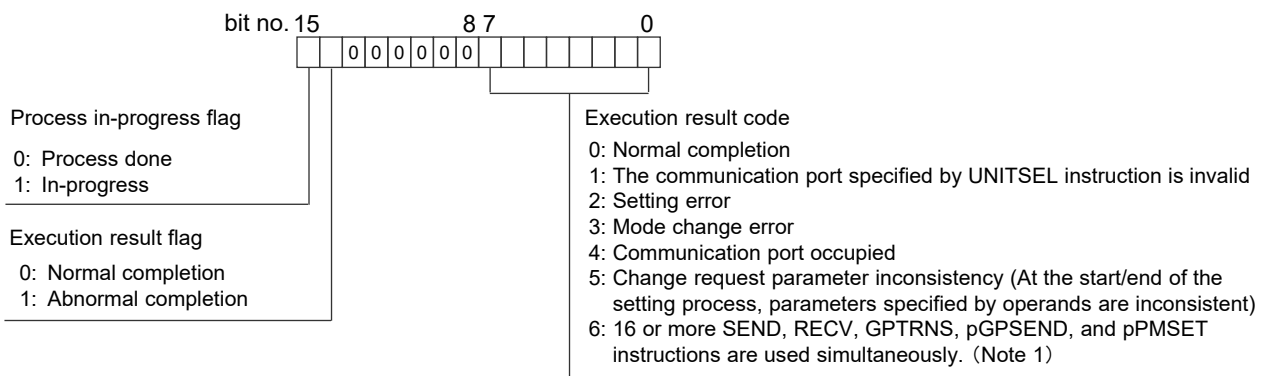 bit no. 15 8 7 0
0 0 0 0 0 0
Process in-progress flag
0: Process done
1: In-progress
Execution result flag
0: Normal completion
1: Abnormal completion
Execution result code
0: Normal completion
1: The communication port specified by UNITSEL instruction is invalid
2: Setting error
3: Mode change error
4: Communication port occupied
5: Change request parameter inconsistency (At the start/end of the
setting process, parameters specified by operands are inconsistent)
6: 16 or more SEND, RECV, GPTRNS, pGPSEND, and pPMSET
instructions are used simultaneously.（Note 1）